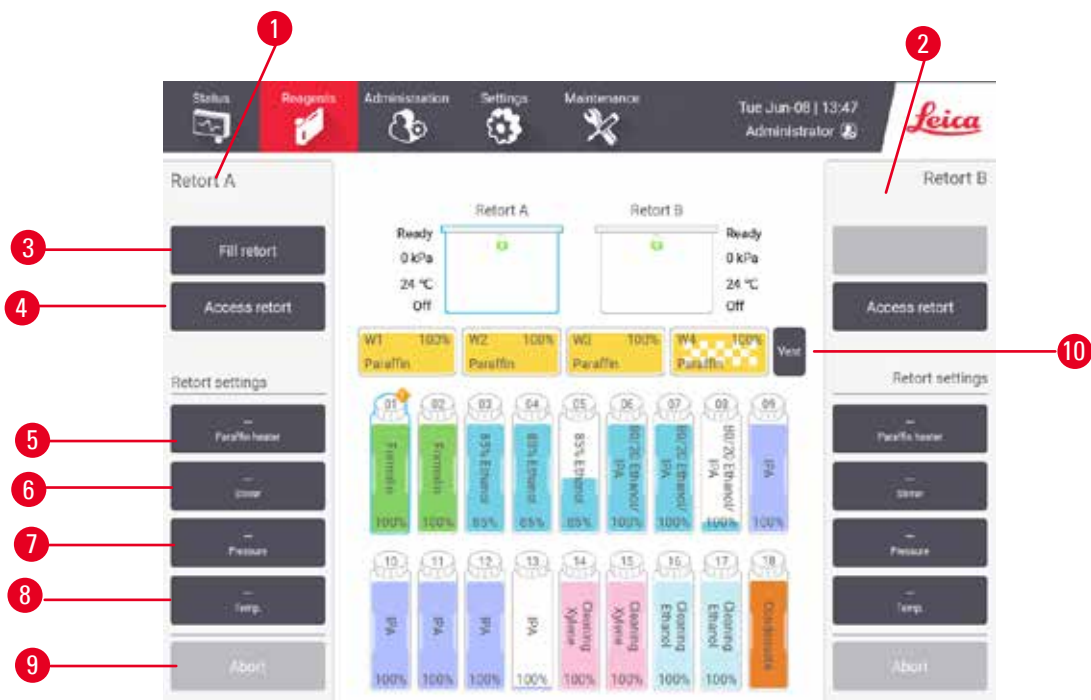 1
2
Status
Reagents
Administration
Settings
Maintenance
Tue Jun-08 | 13:47
Administrator
Leica
Retort A
Retort B
Retort A
Retort B
3
Fill retort
Ready
0 kPa
24 °C
Off
Ready
0 kPa
24 °C
Off
4
Access retort
Access retort
W1 100%
Paraffin
W2 100%
Paraffin
W3 100%
Paraffin
W4 100%
Paraffin
Vent
10
Retort settings
Retort settings
5
--
Paraffin heater
--
Paraffin heater
6
--
Stirrer
--
Stirrer
7
--
Pressure
--
Pressure
8
--
Temp.
--
Temp.
9
Abort
Abort
01
Formalin
100%
02
Formalin
100%
03
85% Ethanol
85%
04
85% Ethanol
85%
05
85% Ethanol
85%
06
80/20 Ethanol/
IPA
100%
07
80/20 Ethanol/
IPA
100%
08
80/20 Ethanol/
IPA
100%
09
IPA
100%
10
IPA
100%
11
IPA
100%
12
IPA
100%
13
IPA
100%
14
Cleaning
Xylene
100%
15
Cleaning
Xylene
100%
16
Cleaning
Ethanol
100%
17
Cleaning
Ethanol
100%
18
Condensate